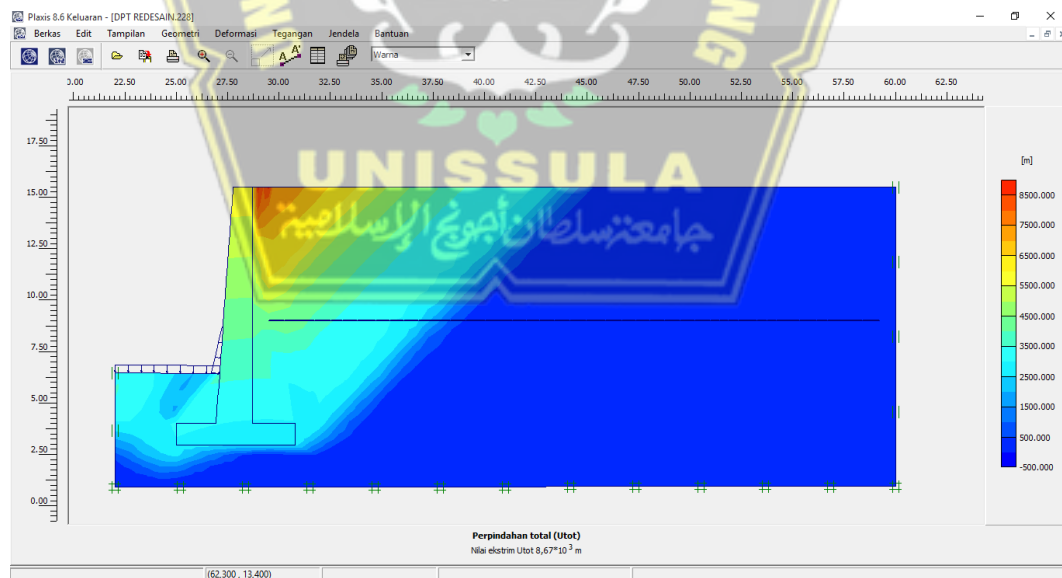 Plaxis 8.6 Keluaran - [DPT REDESAIN.228]
Berkas Edit Tampilan Geometri Deformasi Tegangan Jendela Bantuan
Warna
3.00 22.50 25.00 27.50 30.00 32.50 35.00 37.50 40.00 42.50 45.00 47.50 50.00 52.50 55.00 57.50 60.00 62.50
17.50
15.00
12.50
10.00
7.50
5.00
2.50
0.00
UNISSULA
جامعة سلطان أجونج الإسلامية
[m]
8500.000
7500.000
6500.000
5500.000
4500.000
3500.000
2500.000
1500.000
500.000
-500.000
Perpindahan total (Utot)
Nilai ekstrim Utot 8,67*10 3 m
(62.300 , 13.400)